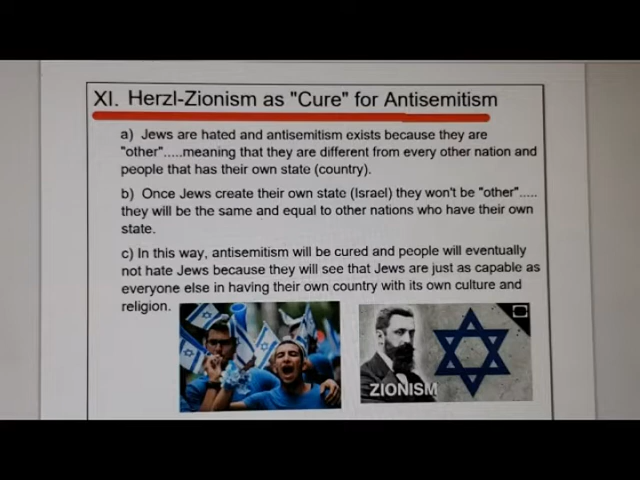 XI. Herzl-Zionism as "Cure" for Antisemitism
a) Jews are hated and antisemitism exists because they are
"other".....meaning that they are different from every other nation and
people that has their own state (country).
b) Once Jews create their own state (Israel) they won't be "other".....
they will be the same and equal to other nations who have their own
state.
c) In this way, antisemitism will be cured and people will eventually
not hate Jews because they will see that Jews are just as capable as
everyone else in having their own country with its own culture and
religion.
ZIONISM